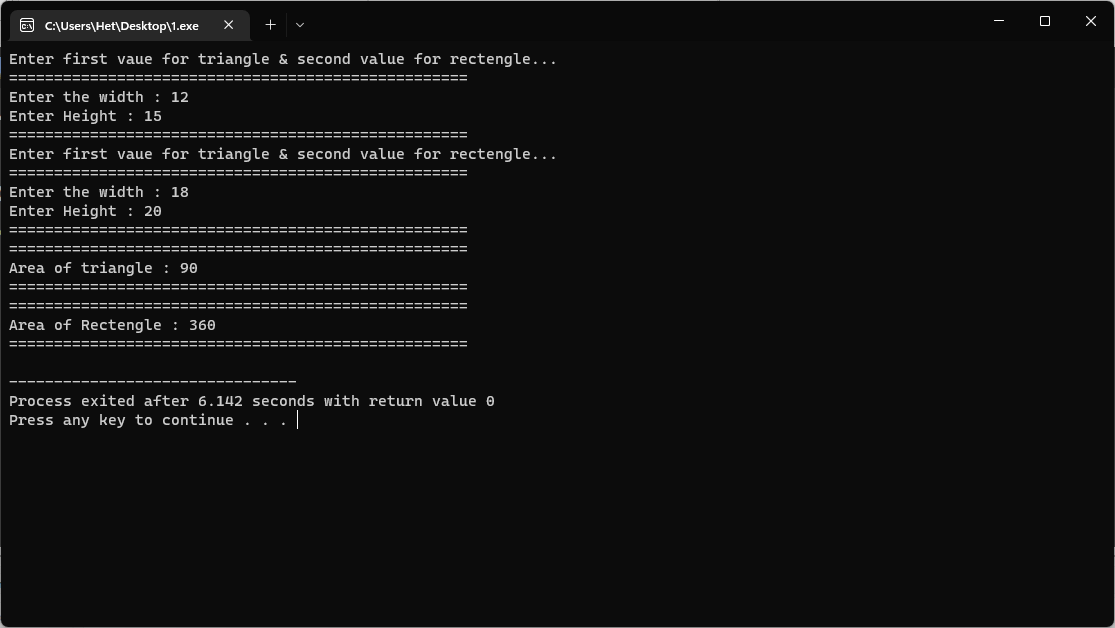 C:\Users\Het\Desktop\1.exe
Enter first vaue for triangle & second value for rectengle...
===================================================
Enter the width : 12
Enter Height : 15
===================================================
Enter first vaue for triangle & second value for rectengle...
===================================================
Enter the width : 18
Enter Height : 20
===================================================
===================================================
Area of triangle : 90
===================================================
===================================================
Area of Rectengle : 360
===================================================
--------------------------------
Process exited after 6.142 seconds with return value 0
Press any key to continue . . .